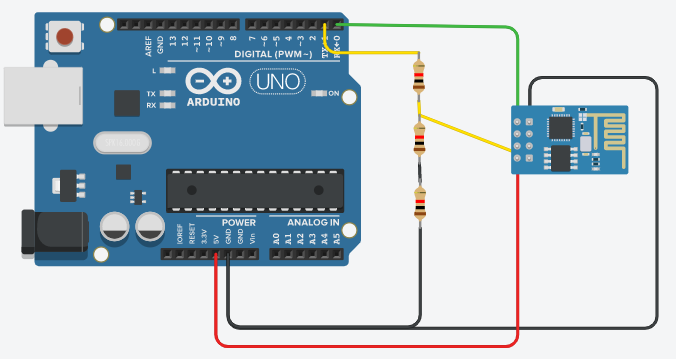 AREF
GND
13
12
~11
~10
~9
8
7
~6
~5
4
~3
2
TX→1
RX←0
DIGITAL (PWM~)
L
TX
RX
UNO
ON
ARDUINO
POWER
ANALOG IN
IOREF
RESET
3.3V
5V
GND
GND
Vin
A0
A1
A2
A3
A4
A5